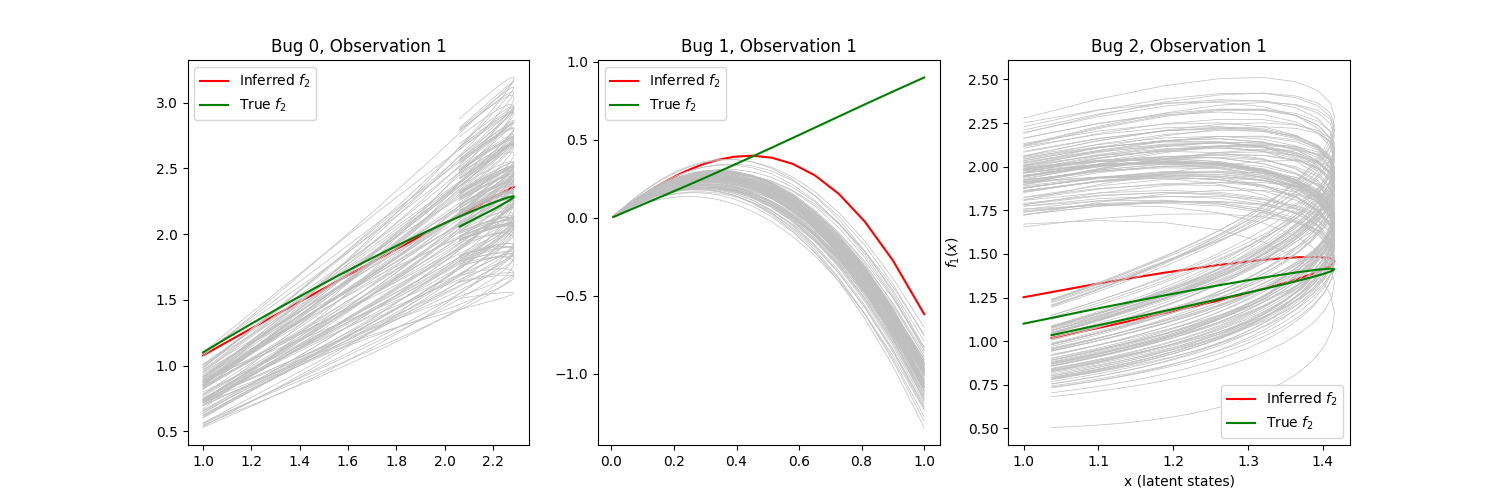 Bug 0, Observation 1
Inferred f₂
True f₂
3.0
2.5
2.0
1.5
1.0
0.5
1.0 1.2 1.4 1.6 1.8 2.0 2.2
Bug 1, Observation 1
Inferred f₂
True f₂
1.0
0.5
0.0
−0.5
−1.0
0.0 0.2 0.4 0.6 0.8 1.0
Bug 2, Observation 1
f₁(x)
2.50
2.25
2.00
1.75
1.50
1.25
1.00
0.75
0.50
Inferred f₂
True f₂
1.0 1.1 1.2 1.3 1.4
x (latent states)